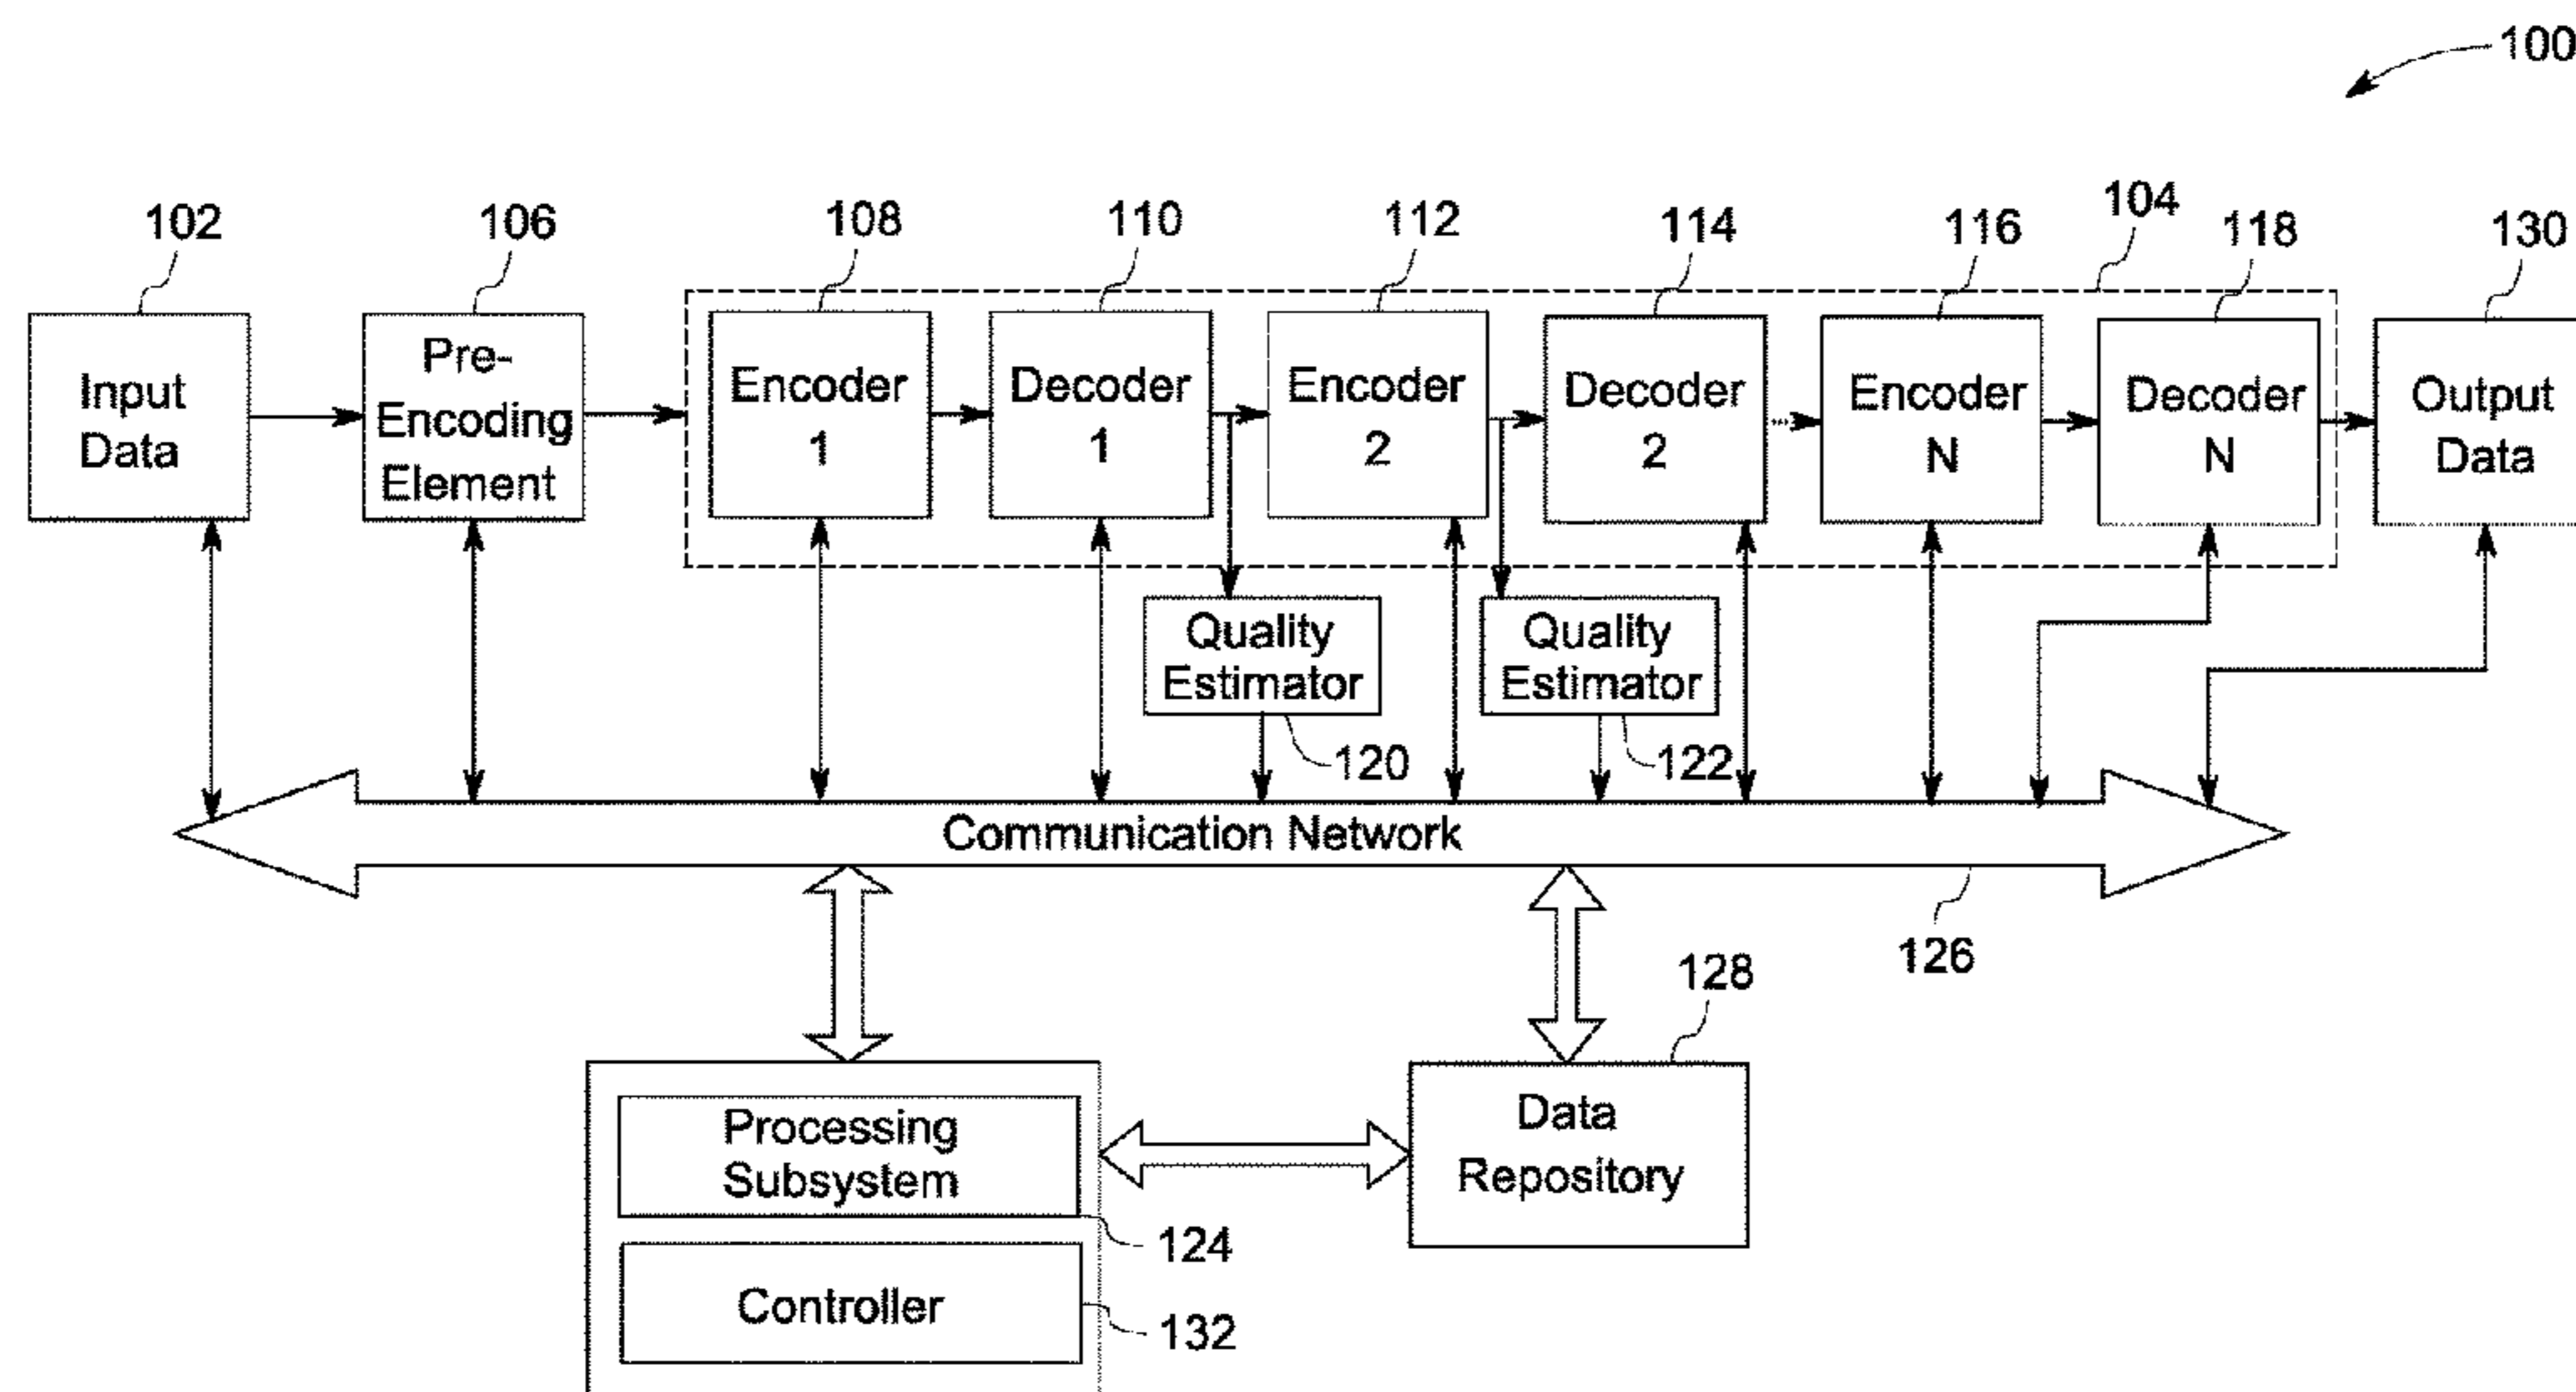 100
102
106
108
110
112
114
116
104
118
130
Input
Data
Pre-
Encoding
Element
Encoder
1
Decoder
1
Encoder
2
Decoder
2
Encoder
N
Decoder
N
Output
Data
Quality
Estimator
120
Quality
Estimator
122
Communication Network
126
128
Processing
Subsystem
124
Controller
132
Data
Repository